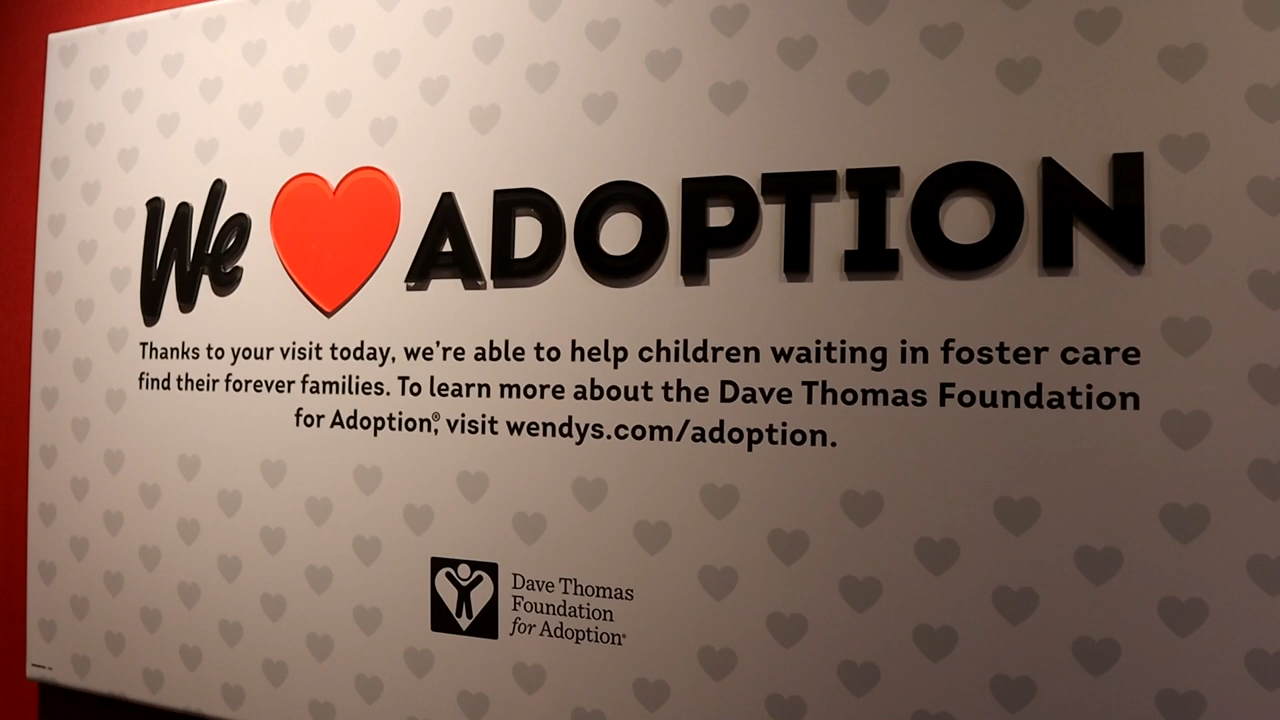 We ❤ ADOPTION
Thanks to your visit today, we're able to help children waiting in foster care
find their forever families. To learn more about the Dave Thomas Foundation
for Adoption®, visit wendys.com/adoption.
Dave Thomas
Foundation
for Adoption®